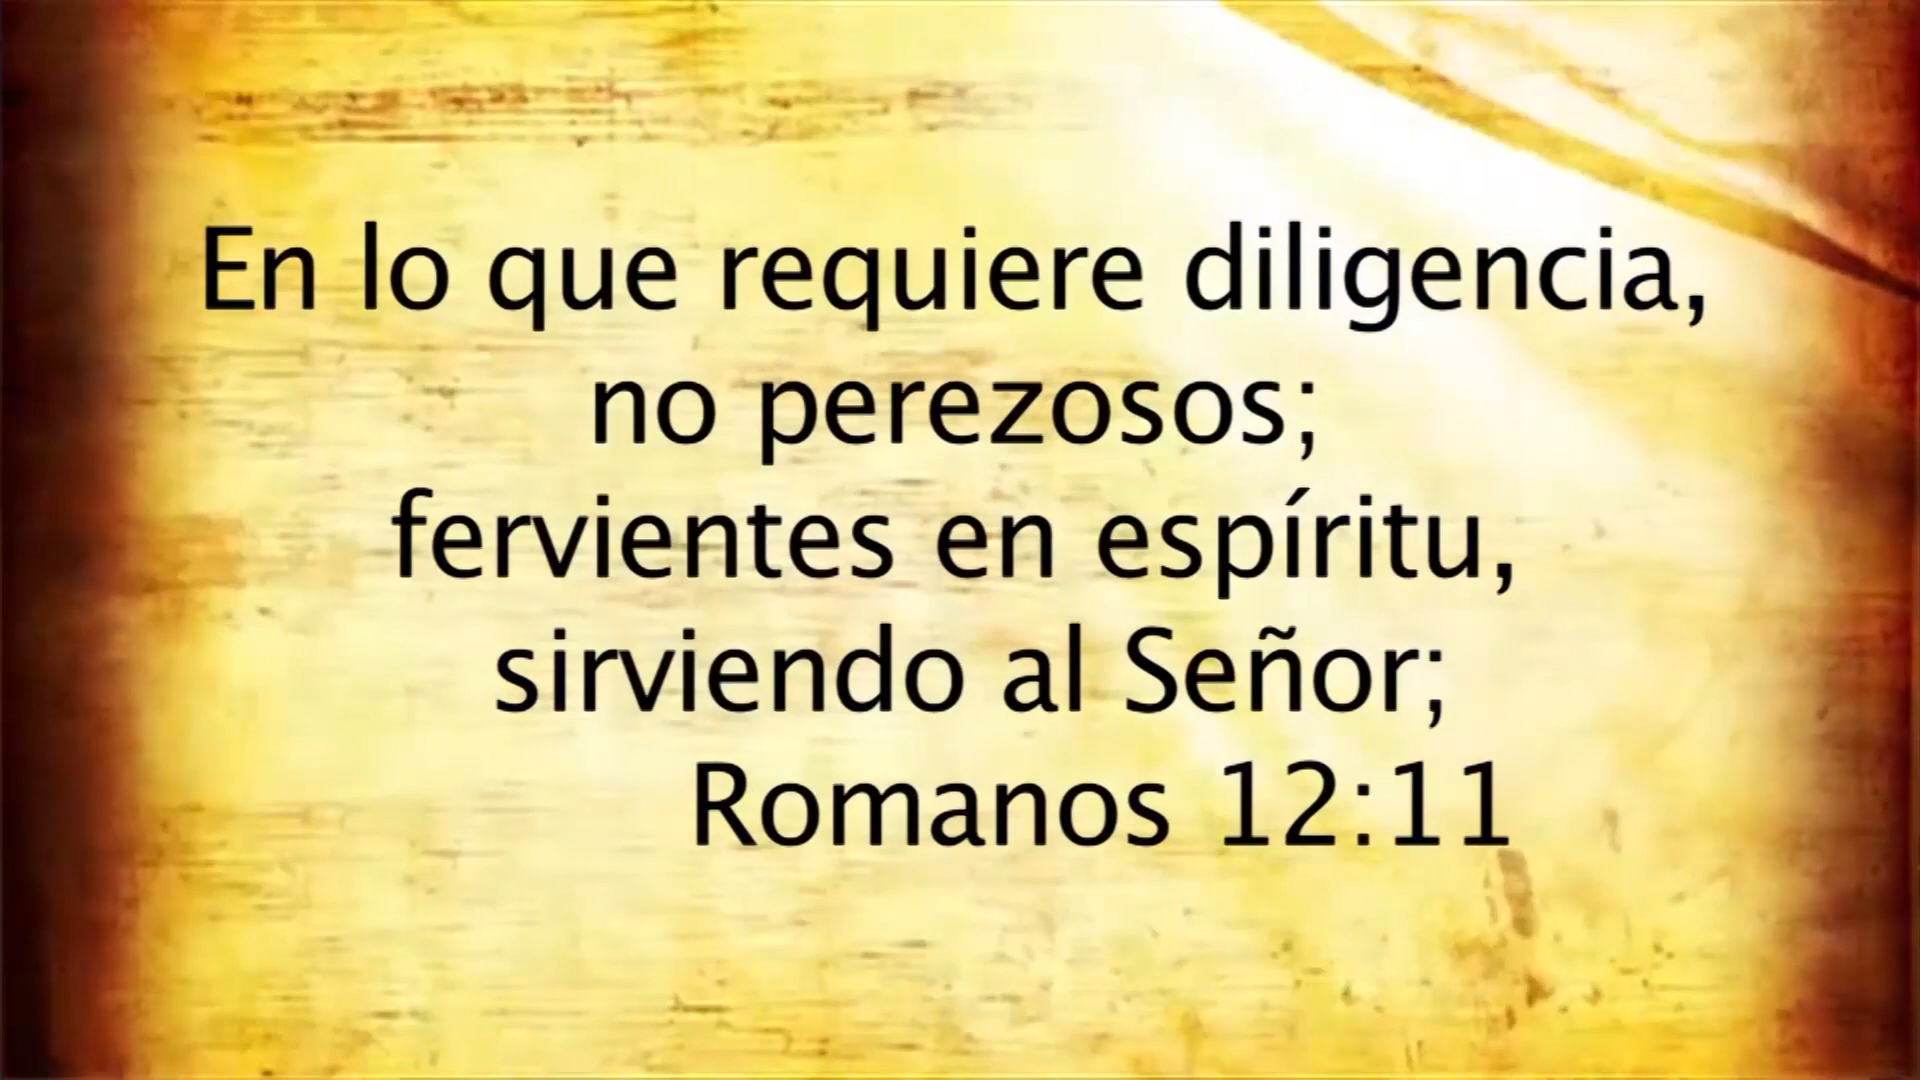 En lo que requiere diligencia,
no perezosos;
fervientes en espíritu,
sirviendo al Señor;
Romanos 12:11